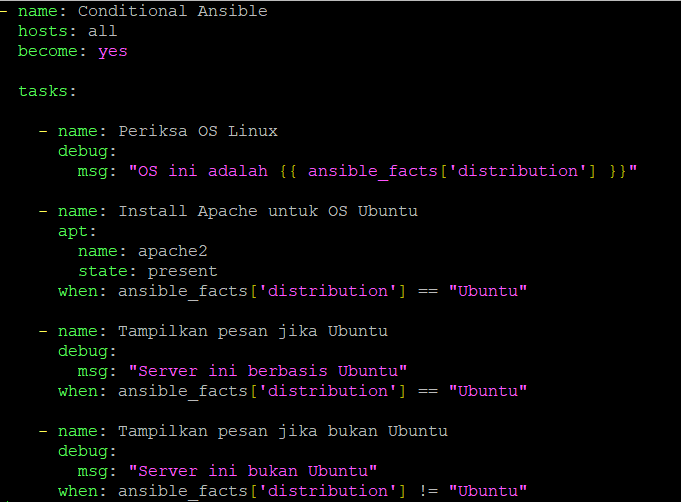 - name: Conditional Ansible
  hosts: all
  become: yes

  tasks:

    - name: Periksa OS Linux
      debug:
        msg: "OS ini adalah {{ ansible_facts['distribution'] }}"

    - name: Install Apache untuk OS Ubuntu
      apt:
        name: apache2
        state: present
      when: ansible_facts['distribution'] == "Ubuntu"

    - name: Tampilkan pesan jika Ubuntu
      debug:
        msg: "Server ini berbasis Ubuntu"
      when: ansible_facts['distribution'] == "Ubuntu"

    - name: Tampilkan pesan jika bukan Ubuntu
      debug:
        msg: "Server ini bukan Ubuntu"
      when: ansible_facts['distribution'] != "Ubuntu"